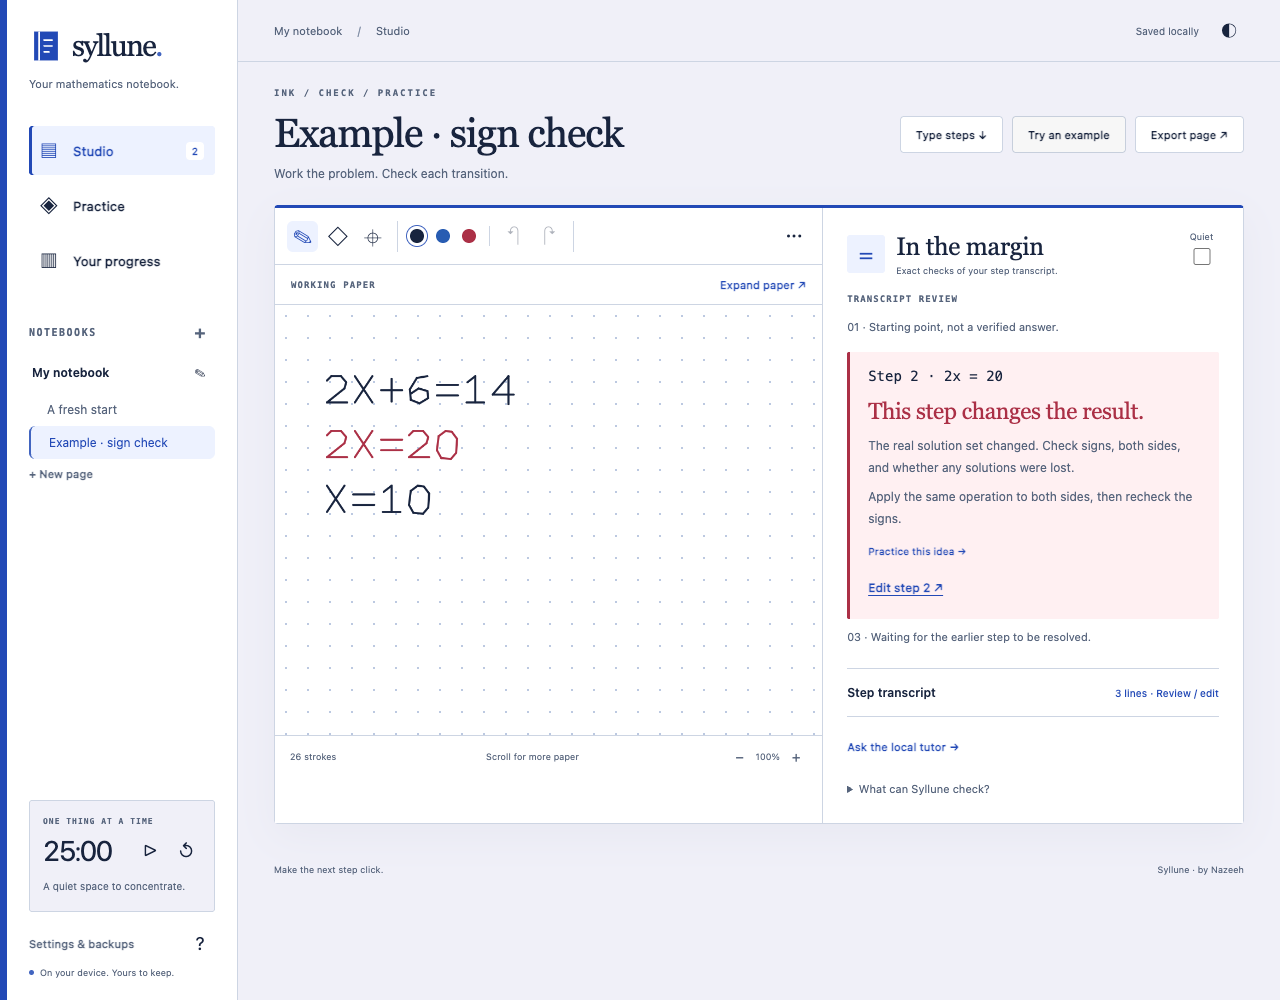 syllune.
Your mathematics notebook.
Studio 2
Practice
Your progress
NOTEBOOKS +
My notebook
A fresh start
Example · sign check
+ New page
ONE THING AT A TIME
25:00
A quiet space to concentrate.
Settings & backups ?
On your device. Yours to keep.
My notebook / Studio
Saved locally
INK / CHECK / PRACTICE
Example · sign check
Work the problem. Check each transition.
Type steps ↓
Try an example
Export page ↗
WORKING PAPER
Expand paper ↗
2X+6=14
2X=20
X=10
26 strokes
Scroll for more paper
− 100% +
=
In the margin
Exact checks of your step transcript.
Quiet
TRANSCRIPT REVIEW
01 · Starting point, not a verified answer.
Step 2 · 2x = 20
This step changes the result.
The real solution set changed. Check signs, both sides,
and whether any solutions were lost.
Apply the same operation to both sides, then recheck the
signs.
Practice this idea →
Edit step 2 ↗
03 · Waiting for the earlier step to be resolved.
Step transcript
3 lines · Review / edit
Ask the local tutor →
What can Syllune check?
Make the next step click.
Syllune · by Nazeeh